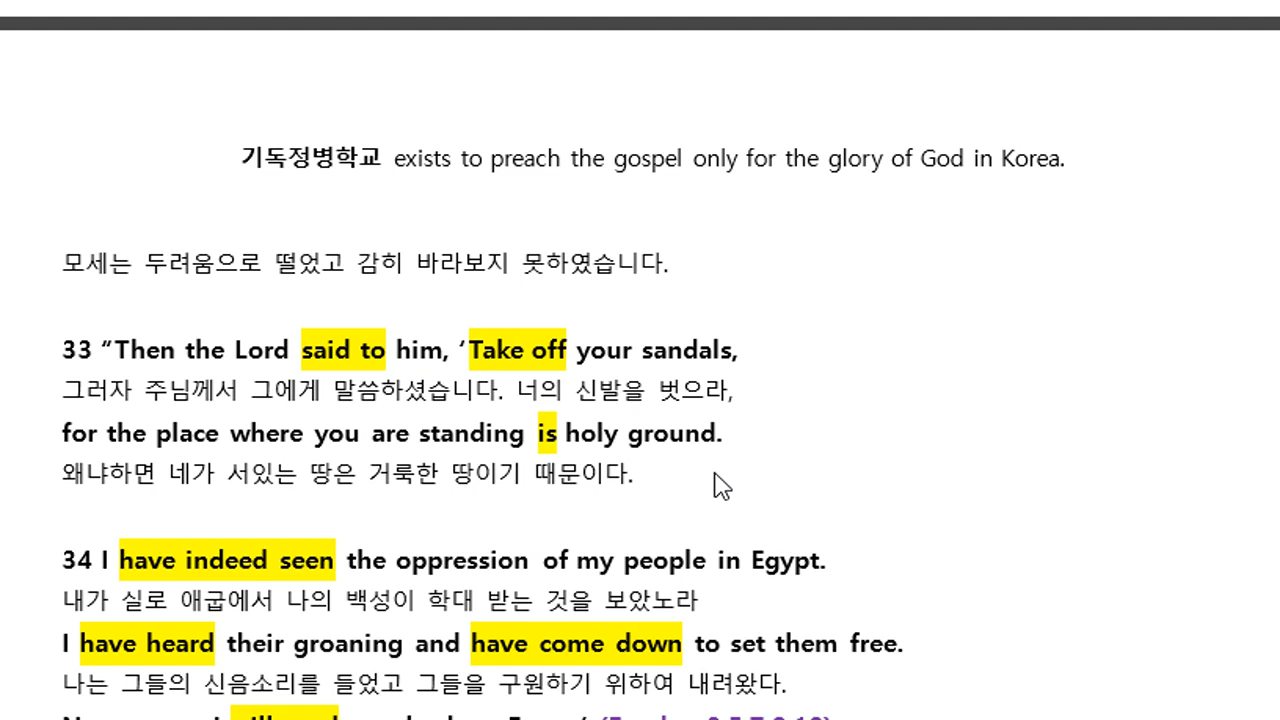 기독정병학교 exists to preach the gospel only for the glory of God in Korea.
모세는 두려움으로 떨었고 감히 바라보지 못하였습니다.
33 “Then the Lord said to him, ‘Take off your sandals,
그러자 주님께서 그에게 말씀하셨습니다. 너의 신발을 벗으라,
for the place where you are standing is holy ground.
왜냐하면 네가 서있는 땅은 거룩한 땅이기 때문이다.
34 I have indeed seen the oppression of my people in Egypt.
내가 실로 애굽에서 나의 백성이 학대 받는 것을 보았노라
I have heard their groaning and have come down to set them free.
나는 그들의 신음소리를 들었고 그들을 구원하기 위하여 내려왔다.